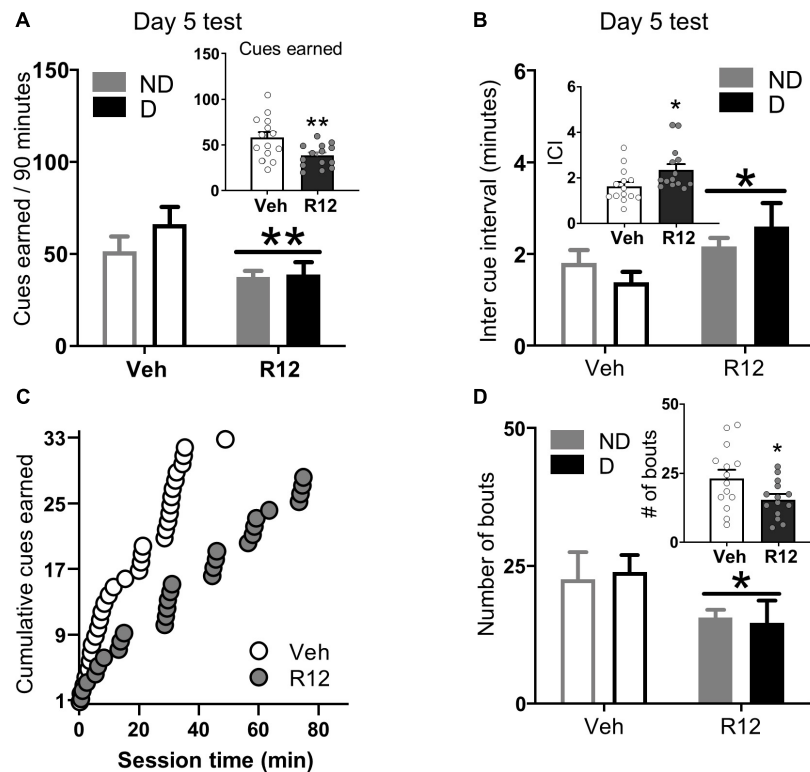 A
Day 5 test
Cues earned / 90 minutes
150
100
50
0
ND
D
Cues earned
150
100
50
0
**
Veh
R12
**
Veh
R12
B
Day 5 test
Inter cue interval (minutes)
6
4
2
0
ND
D
ICI
6
4
2
0
*
Veh
R12
*
Veh
R12
C
Cumulative cues earned
33
25
17
9
1
Veh
R12
0
20
40
60
80
Session time (min)
D
Number of bouts
50
25
0
ND
D
# of bouts
50
25
0
*
Veh
R12
*
Veh
R12